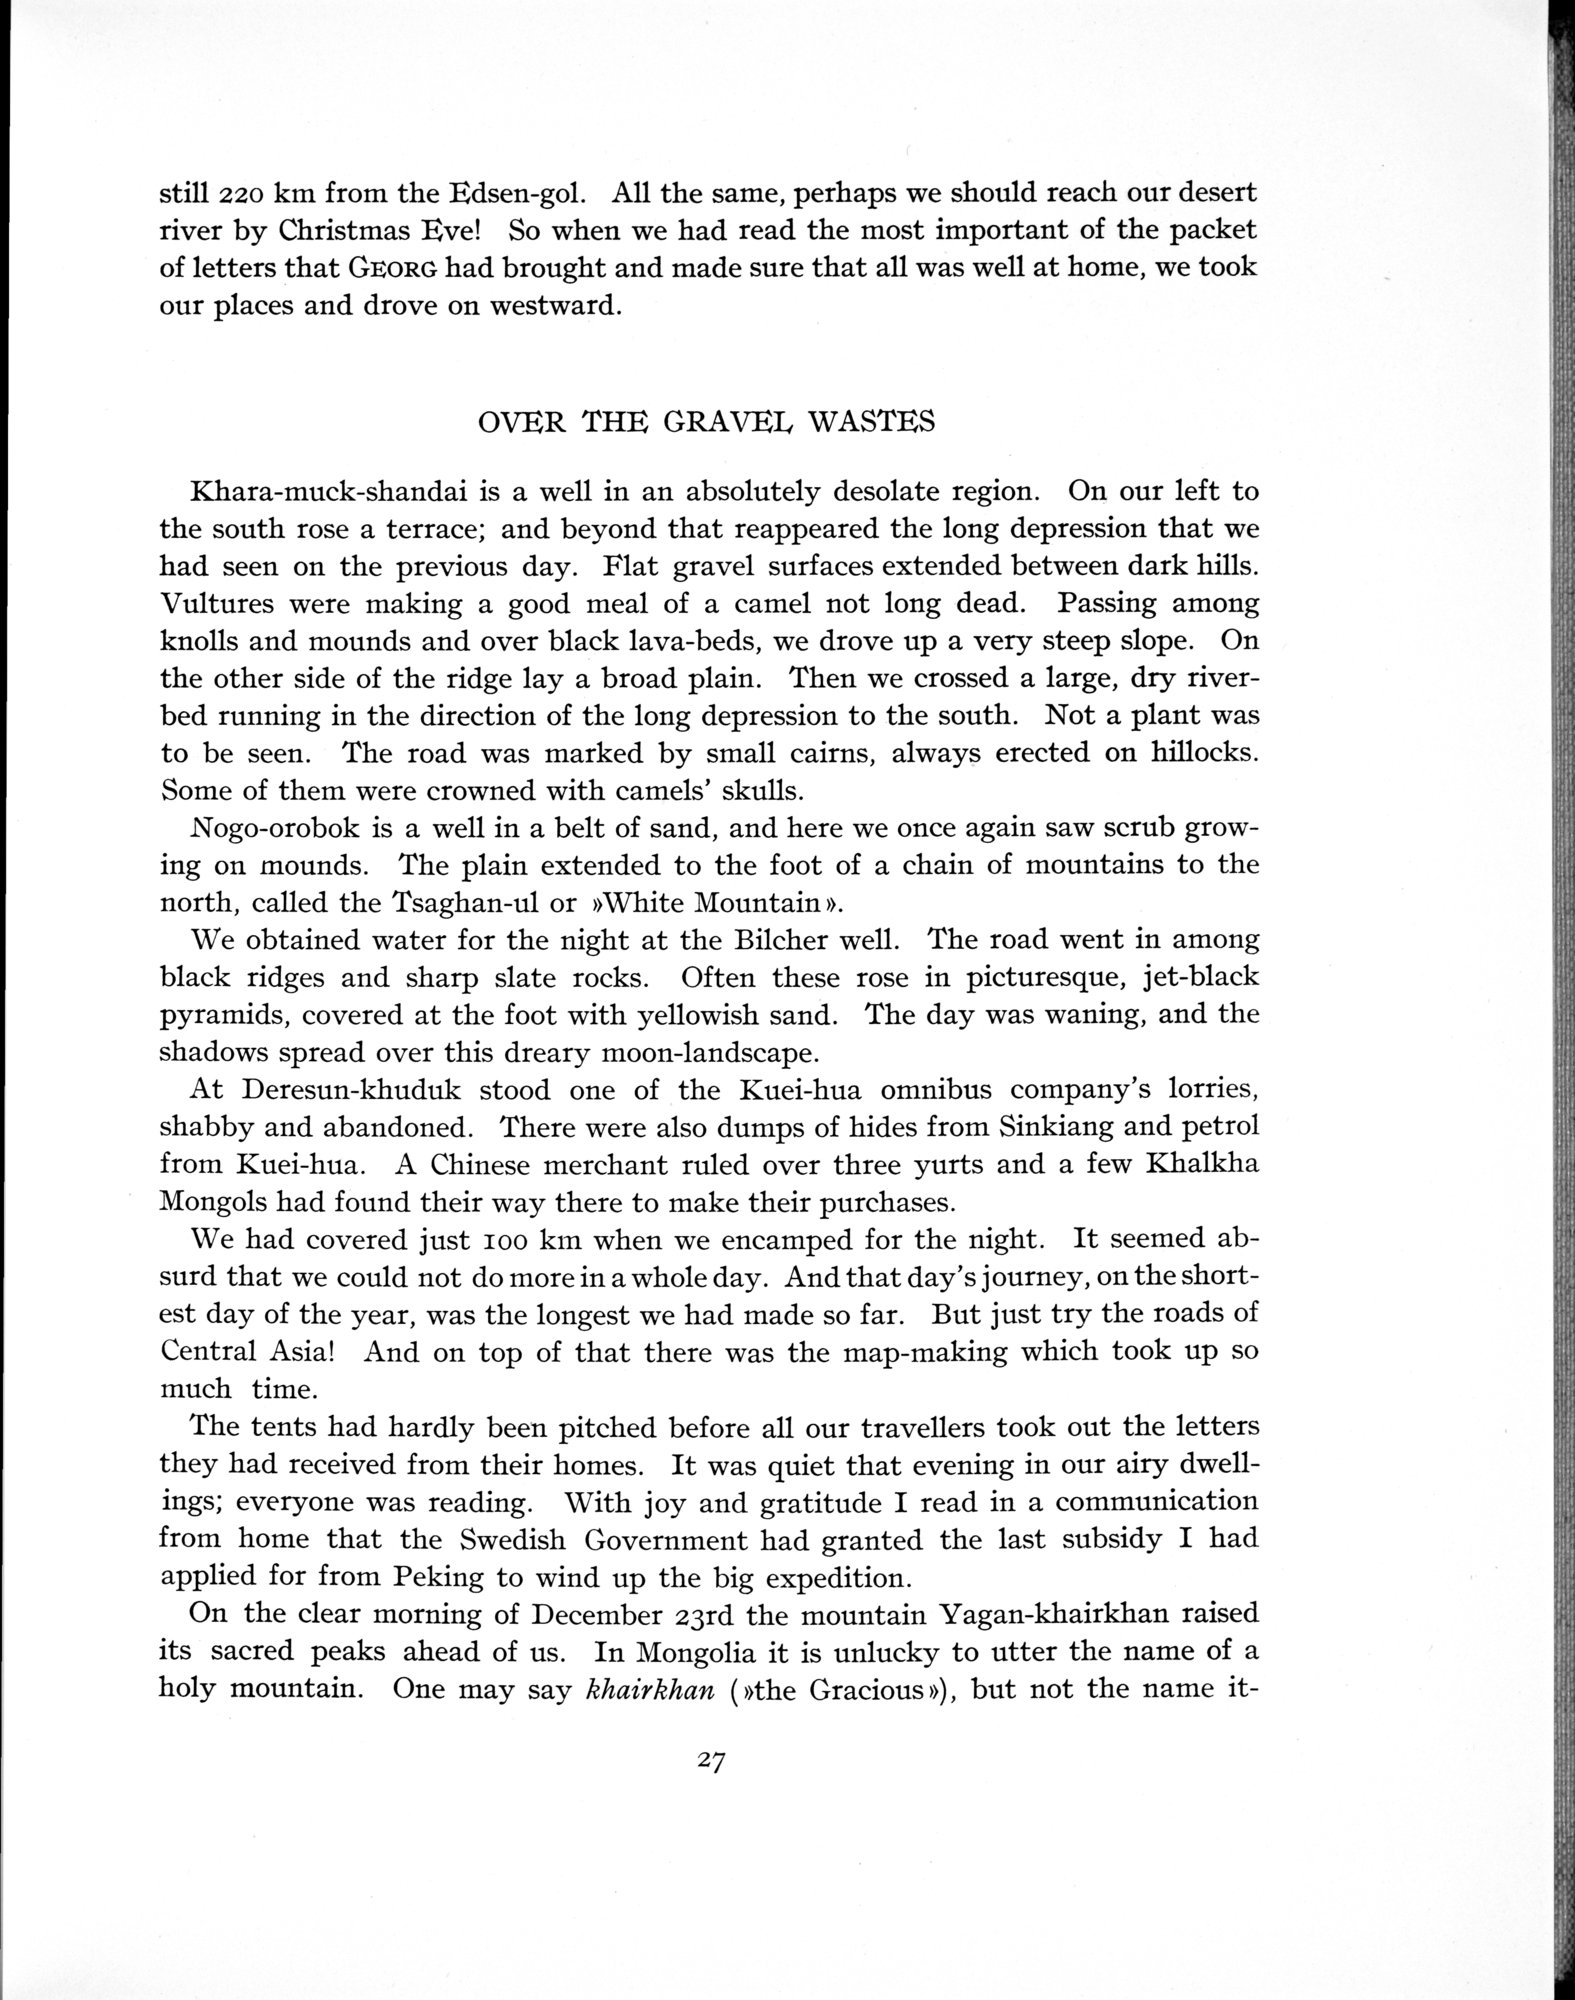 still 220 km from the Edsen-gol. All the same, perhaps we should reach our desert
river by Christmas Eve! So when we had read the most important of the packet
of letters that GEORG had brought and made sure that all was well at home, we took
our places and drove on westward.
OVER THE GRAVEL WASTES
Khara-muck-shandai is a well in an absolutely desolate region. On our left to
the south rose a terrace; and beyond that reappeared the long depression that we
had seen on the previous day. Flat gravel surfaces extended between dark hills.
Vultures were making a good meal of a camel not long dead. Passing among
knolls and mounds and over black lava-beds, we drove up a very steep slope. On
the other side of the ridge lay a broad plain. Then we crossed a large, dry river-
bed running in the direction of the long depression to the south. Not a plant was
to be seen. The road was marked by small cairns, always erected on hillocks.
Some of them were crowned with camels’ skulls.
Nogo-orobok is a well in a belt of sand, and here we once again saw scrub grow-
ing on mounds. The plain extended to the foot of a chain of mountains to the
north, called the Tsaghan-ul or »White Mountain».
We obtained water for the night at the Bilcher well. The road went in among
black ridges and sharp slate rocks. Often these rose in picturesque, jet-black
pyramids, covered at the foot with yellowish sand. The day was waning, and the
shadows spread over this dreary moon-landscape.
At Deresun-khuduk stood one of the Kuei-hua omnibus company’s lorries,
shabby and abandoned. There were also dumps of hides from Sinkiang and petrol
from Kuei-hua. A Chinese merchant ruled over three yurts and a few Khalkha
Mongols had found their way there to make their purchases.
We had covered just 100 km when we encamped for the night. It seemed ab-
surd that we could not do more in a whole day. And that day’s journey, on the short-
est day of the year, was the longest we had made so far. But just try the roads of
Central Asia! And on top of that there was the map-making which took up so
much time.
The tents had hardly been pitched before all our travellers took out the letters
they had received from their homes. It was quiet that evening in our airy dwell-
ings; everyone was reading. With joy and gratitude I read in a communication
from home that the Swedish Government had granted the last subsidy I had
applied for from Peking to wind up the big expedition.
On the clear morning of December 23rd the mountain Yagan-khairkhan raised
its sacred peaks ahead of us. In Mongolia it is unlucky to utter the name of a
holy mountain. One may say khairkhan (»the Gracious»), but not the name it-
27